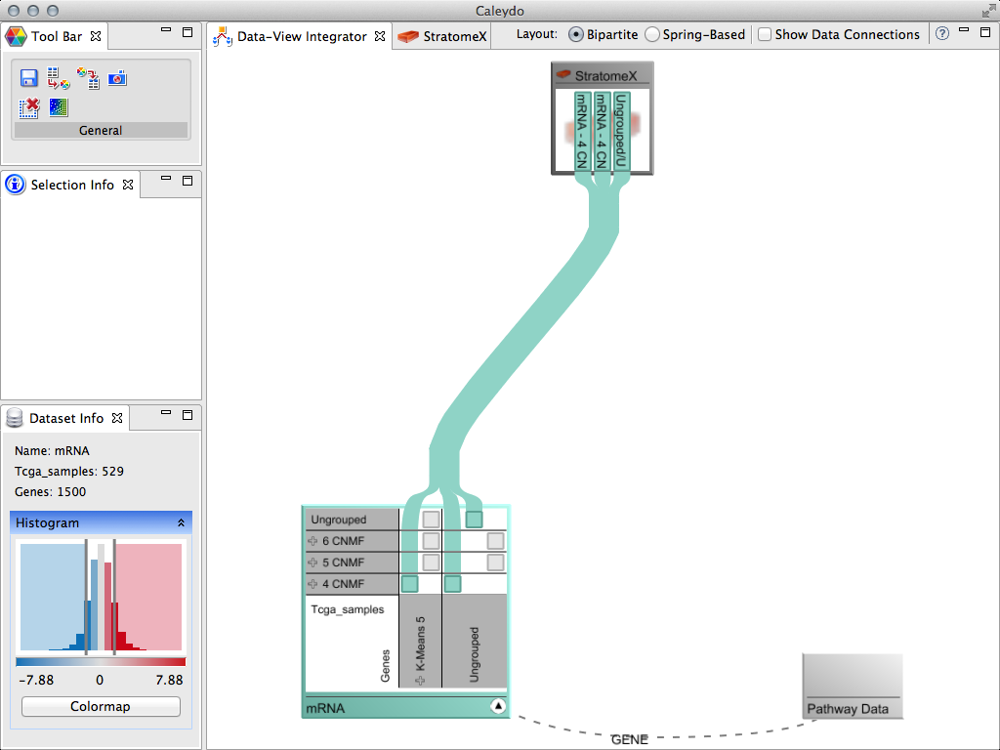 Caleydo
Tool Bar
General
Selection Info
Dataset Info
Name: mRNA
Tcga_samples: 529
Genes: 1500
Histogram
-7.88 0 7.88
Colormap
Data-View Integrator StratomeX Layout: Bipartite Spring-Based Show Data Connections
StratomeX
mRNA - 4 CN
mRNA - 4 CN
Ungrouped/U
Ungrouped
6 CNMF
5 CNMF
4 CNMF
Tcga_samples
Genes
K-Means 5
Ungrouped
mRNA
GENE
Pathway Data